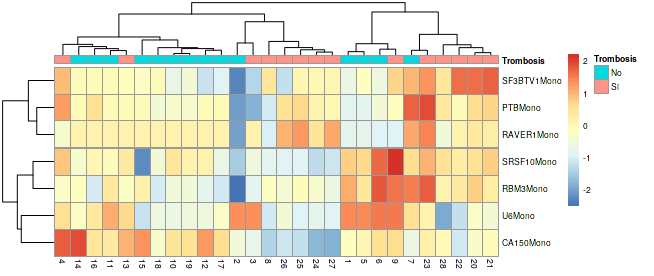 Trombosis
SF3BTV1Mono
PTBMono
RAVER1Mono
SRSF10Mono
RBM3Mono
U6Mono
CA150Mono
4 14 16 11 13 15 18 10 19 12 17 2 3 8 26 25 24 27 1 5 6 9 7 23 28 22 20 21
2
1
0
-1
-2
Trombosis
No
SI